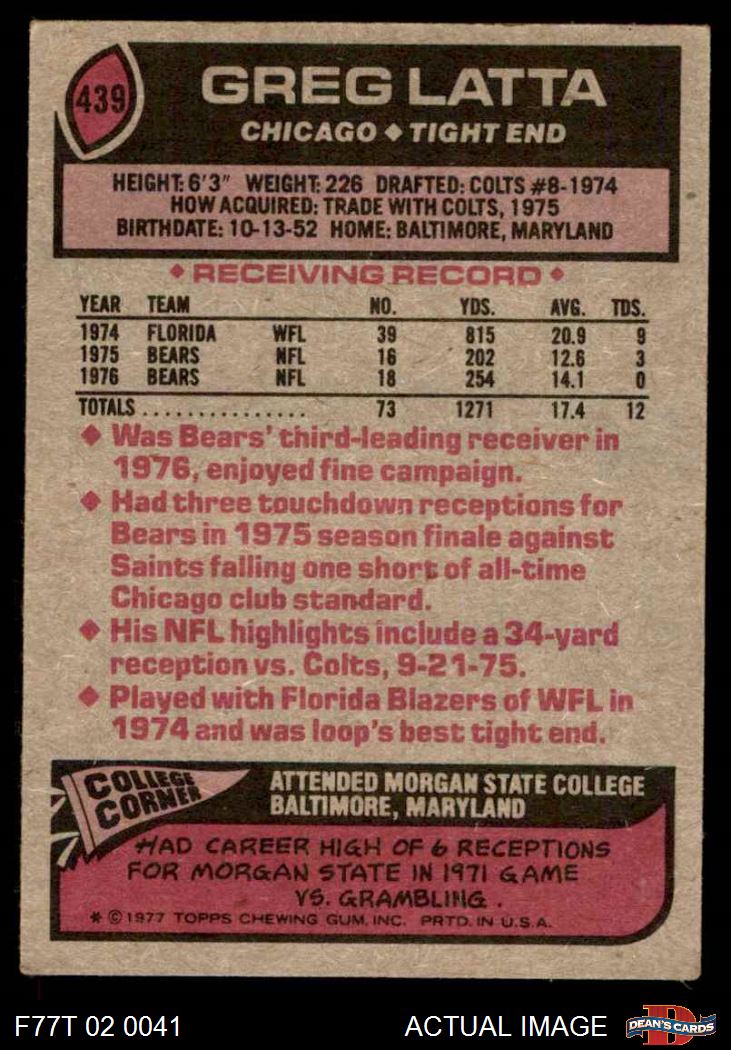 439
GREG LATTA
CHICAGO ◆ TIGHT END
HEIGHT: 6'3" WEIGHT: 226 DRAFTED: COLTS #8-1974
HOW ACQUIRED: TRADE WITH COLTS, 1975
BIRTHDATE: 10-13-52 HOME: BALTIMORE, MARYLAND
◆ RECEIVING RECORD ◆
YEAR TEAM NO. YDS. AVG. TDS.
1974 FLORIDA WFL 39 815 20.9 9
1975 BEARS NFL 16 202 12.6 3
1976 BEARS NFL 18 254 14.1 0
TOTALS ............... 73 1271 17.4 12
◆ Was Bears' third-leading receiver in
1976, enjoyed fine campaign.
◆ Had three touchdown receptions for
Bears in 1975 season finale against
Saints falling one short of all-time
Chicago club standard.
◆ His NFL highlights include a 34-yard
reception vs. Colts, 9-21-75.
◆ Played with Florida Blazers of WFL in
1974 and was loop's best tight end.
COLLEGE
CORNER
ATTENDED MORGAN STATE COLLEGE
BALTIMORE, MARYLAND
HAD CAREER HIGH OF 6 RECEPTIONS
FOR MORGAN STATE IN 1971 GAME
VS. GRAMBLING.
* © 1977 TOPPS CHEWING GUM, INC. PRTD. IN U.S.A.
F77T 02 0041
ACTUAL IMAGE
D
DEAN'S CARDS